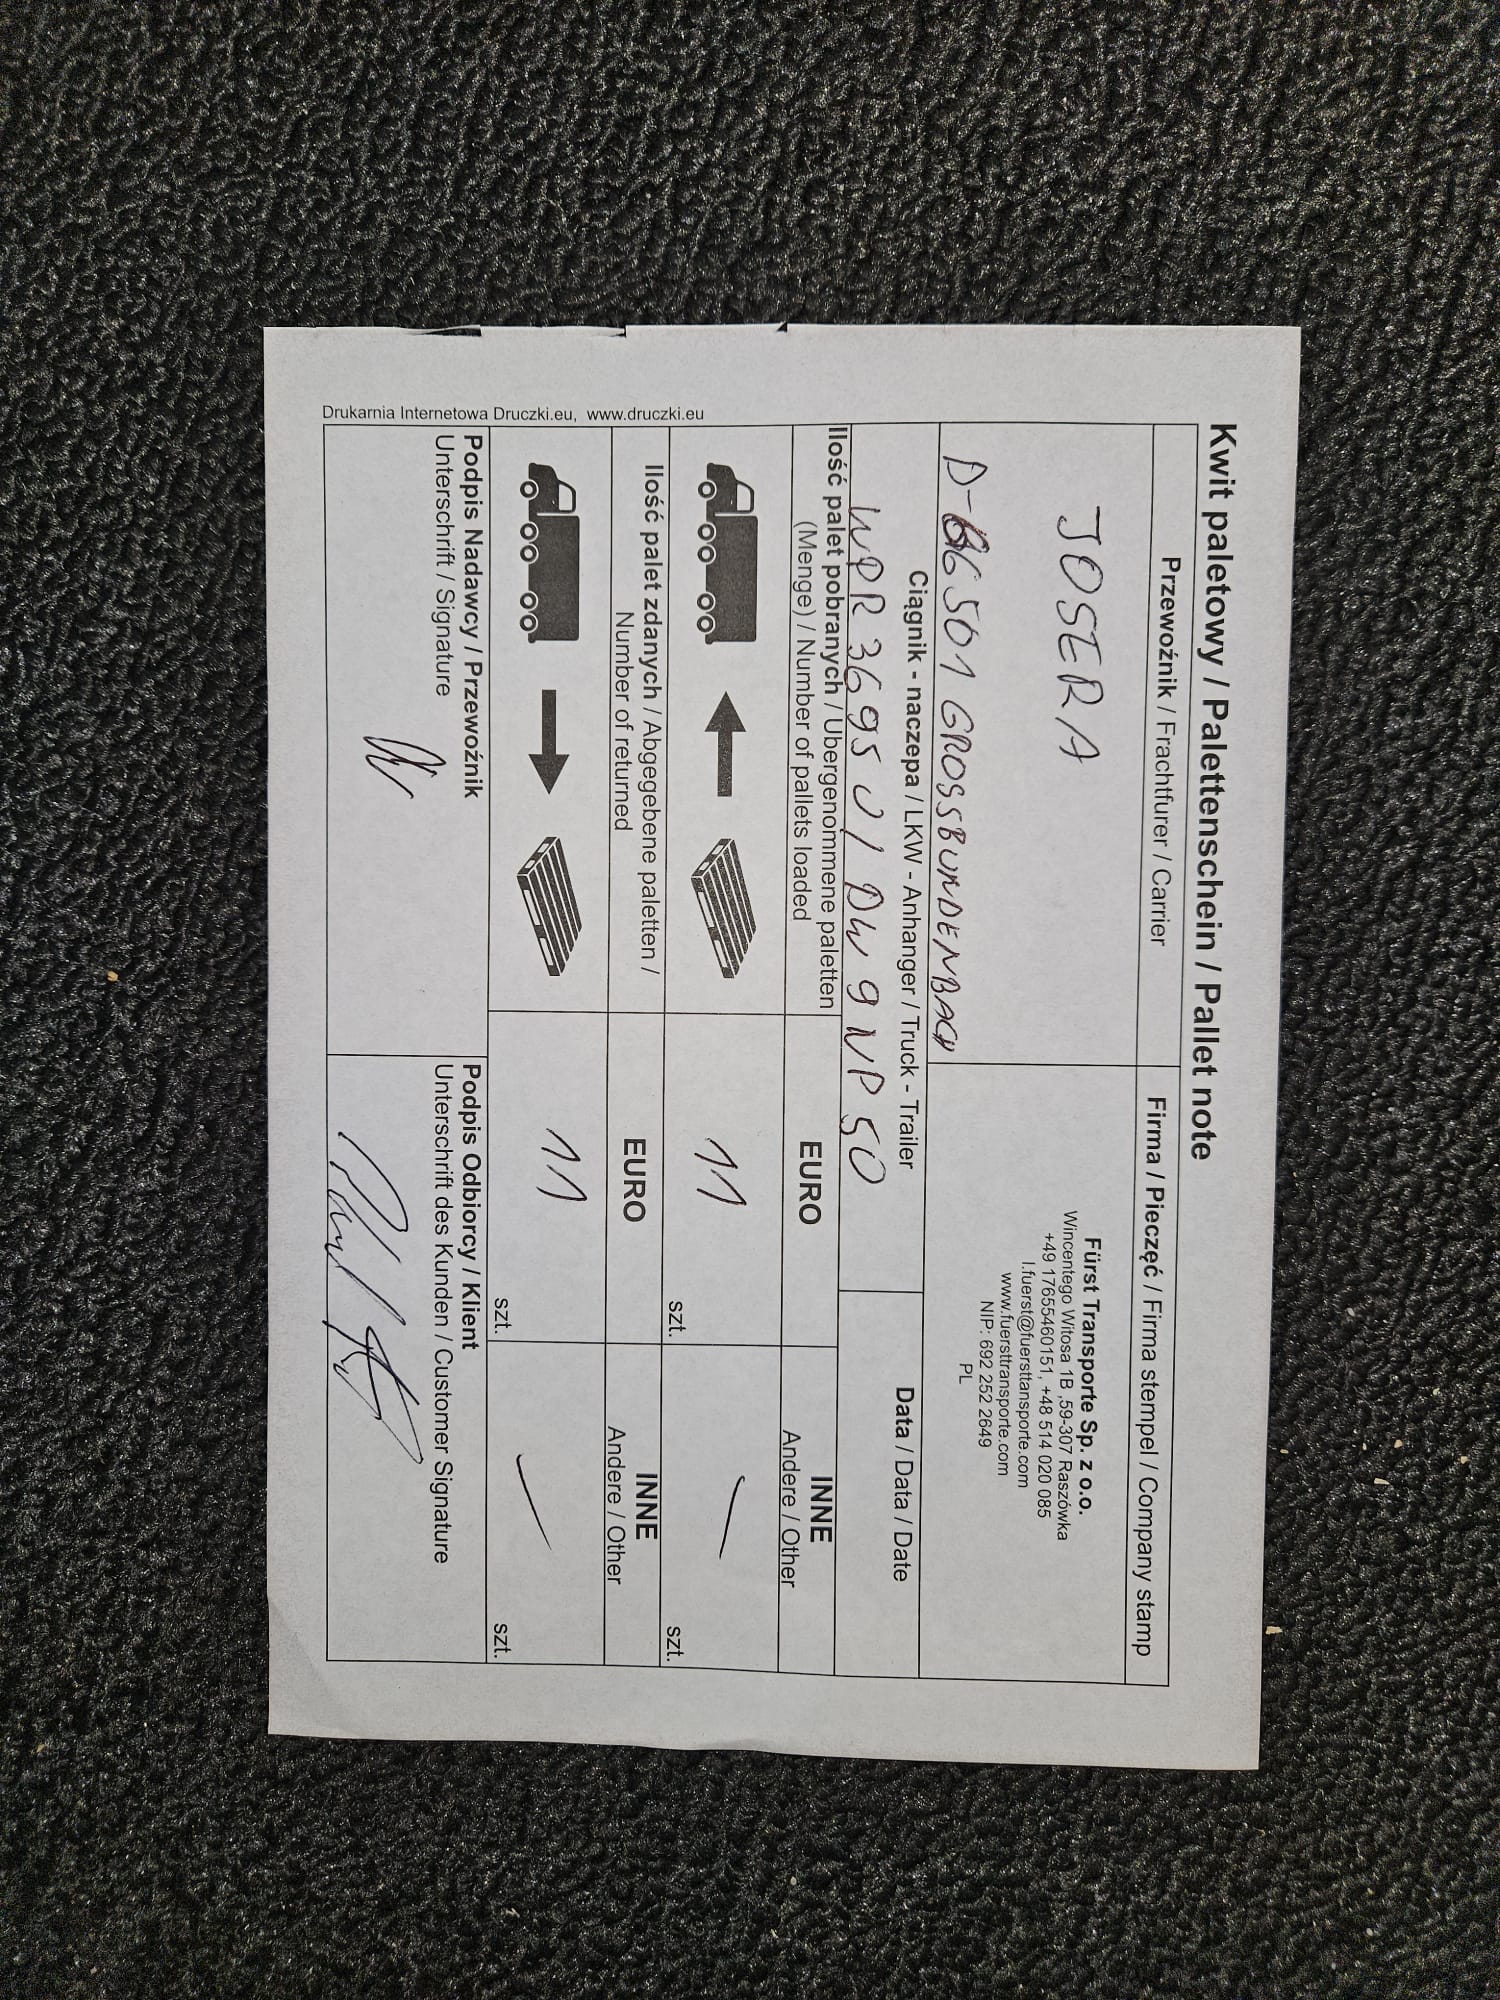 Kwit paletowy / Palettenschein / Pallet note
Przewoźnik / Frachtfurer / Carrier
Firma / Pieczęć / Firma stempel / Company stamp
JOSERA
D-66501 GROSSBUNDENBACH
Fürst Transporte Sp. z o.o.
Wincentego Witosa 1B ,59-307 Raszówka
+49 17655460151, +48 514 020 085
l.fuerst@fuersttansporte.com
www.fuersttransporte.com
NIP: 692 252 2649
PL
Ciągnik - naczepa / LKW - Anhanger / Truck - Trailer
Data / Data / Date
WPR3695U / DW9NP50
Ilość palet pobranych / Ubergenommene paletten
(Menge) / Number of pallets loaded
EURO
INNE
Andere / Other
11
szt.
—
szt.
Ilość palet zdanych / Abgegebene paletten /
Number of returned
EURO
INNE
Andere / Other
11
szt.
—
szt.
Podpis Nadawcy / Przewoźnik
Unterschrift / Signature
Podpis Odbiorcy / Klient
Unterschrift des Kunden / Customer Signature
Drukarnia Internetowa Druczki.eu, www.druczki.eu